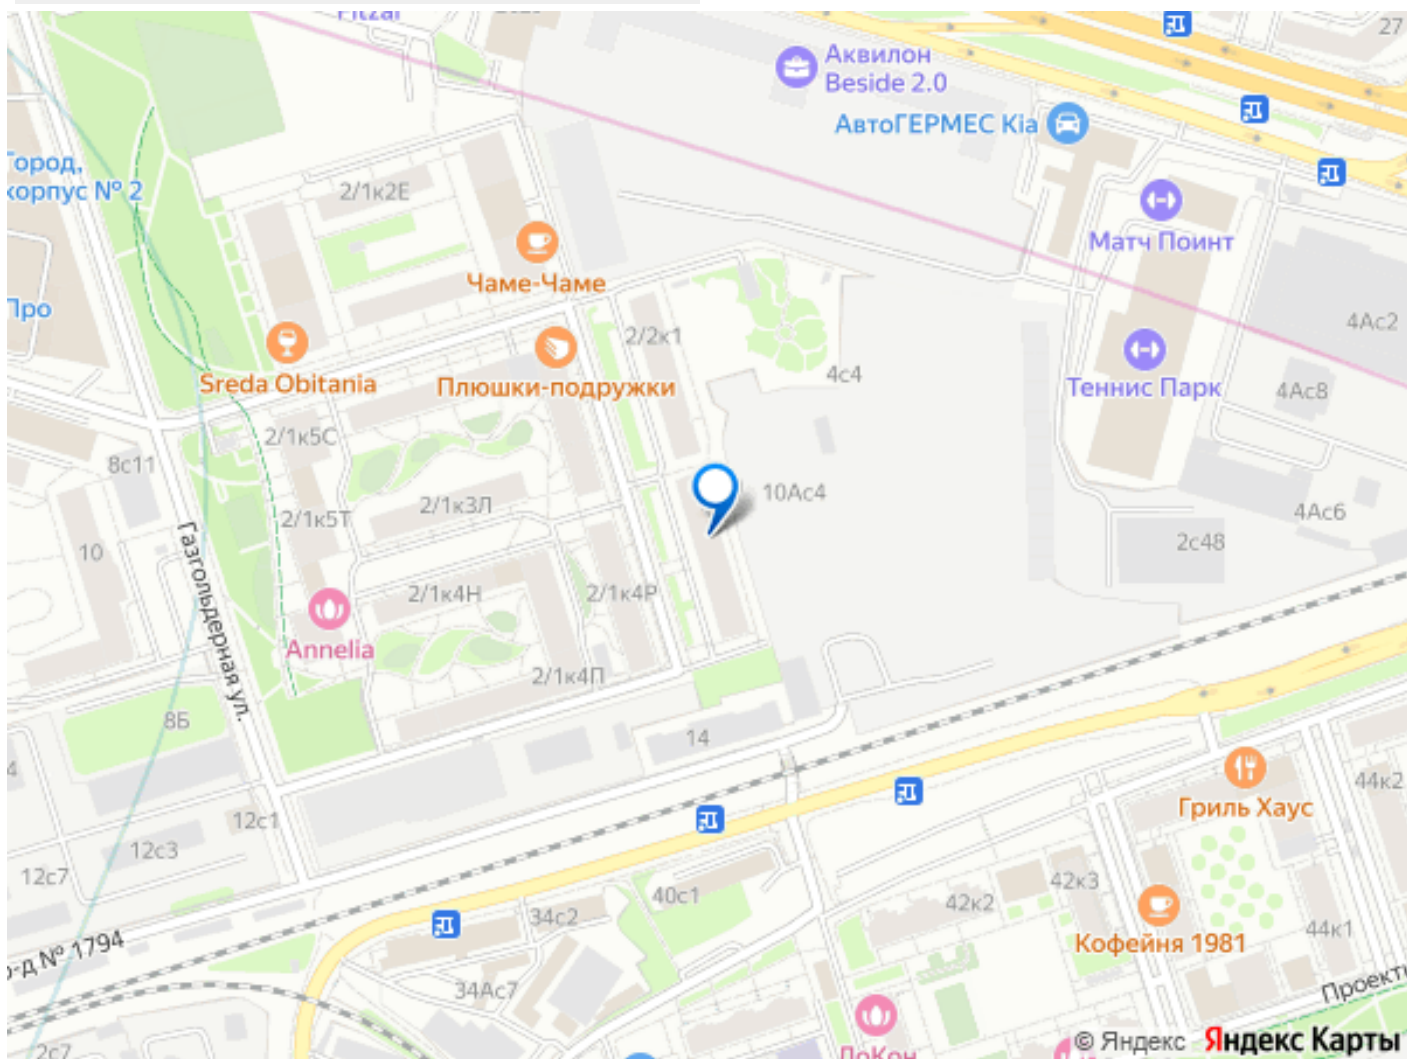 27
Аквилон
Beside 2.0
АвтоГЕРМЕС Kia
Город,
корпус № 2
2/1к2Е
Матч Поинт
Чаме-Чаме
Про
2/2к1
4Ас2
Sreda Obitania
Плюшки-подружки
4с4
Теннис Парк
4Ас8
2/1к5С
8с11
2/1к3Л
10Ас4
2/1к5Т
4Ас6
10
2с48
Газгольдерная ул.
2/1к4Н
2/1к4Р
Annelia
2/1к4П
8Б
14
44к2
Гриль Хаус
12с1
12с3
12с7
42к3
40с1
42к2
34с2
44к1
Кофейня 1981
№ 1794
34Ас7
2с7
© Яндекс Яндекс Карты